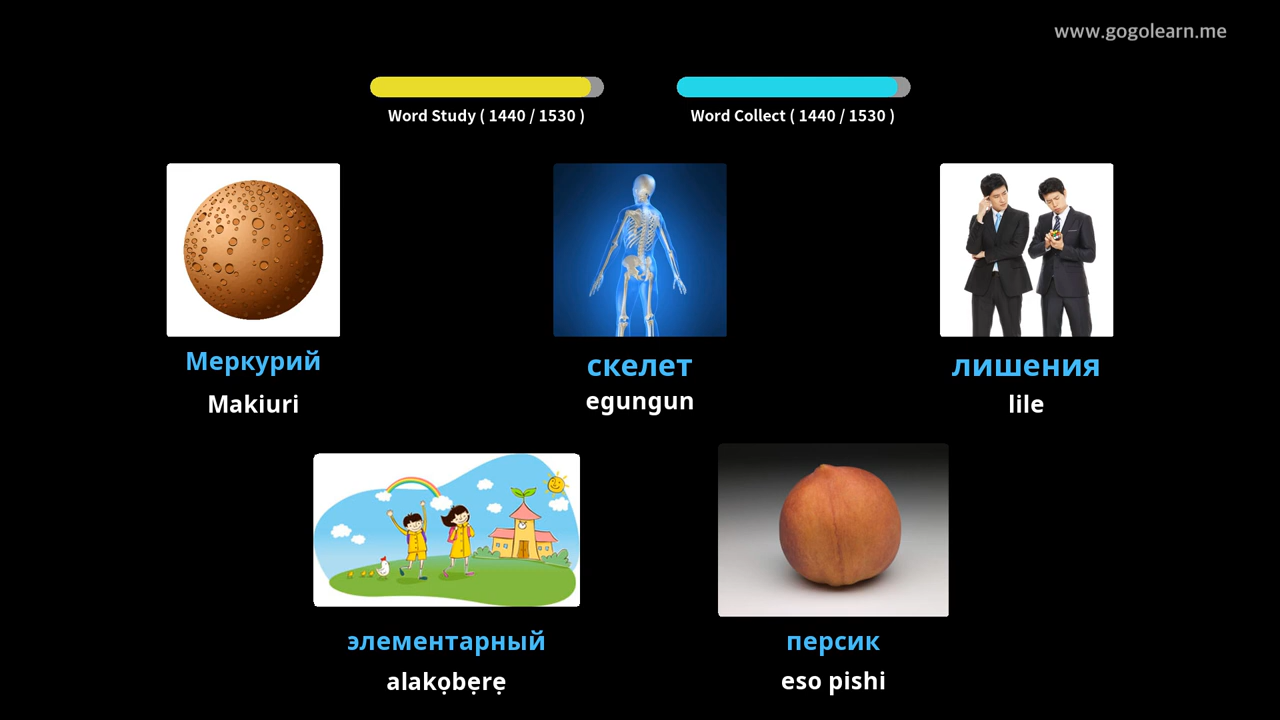 www.gogolearn.me
Word Study ( 1440 / 1530 )
Word Collect ( 1440 / 1530 )
Меркурий
Makiuri
скелет
egungun
лишения
lile
элементарный
alakọbẹrẹ
персик
eso pishi